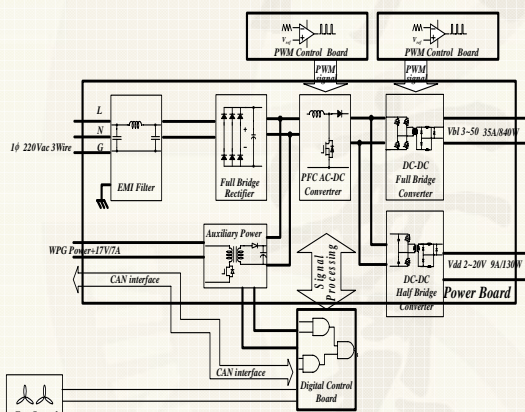 V ref
V ref
PWM Control Board
PWM Control Board
PWM
signal
PWM
signal
L
N
G
1ϕ 220Vac 3Wire
EMI Filter
Full Bridge
Rectifier
PFC AC-DC
Convertrer
DC-DC
Full Bridge
Converter
Vbl 3~50 35A/840W
Auxiliary Power
WPG Power+17V/7A
CAN interface
Signal
Processing
DC-DC
Half Bridge
Converter
Vdd 2~20V 9A/130W
Power Board
CAN interface
Digital Control
Board